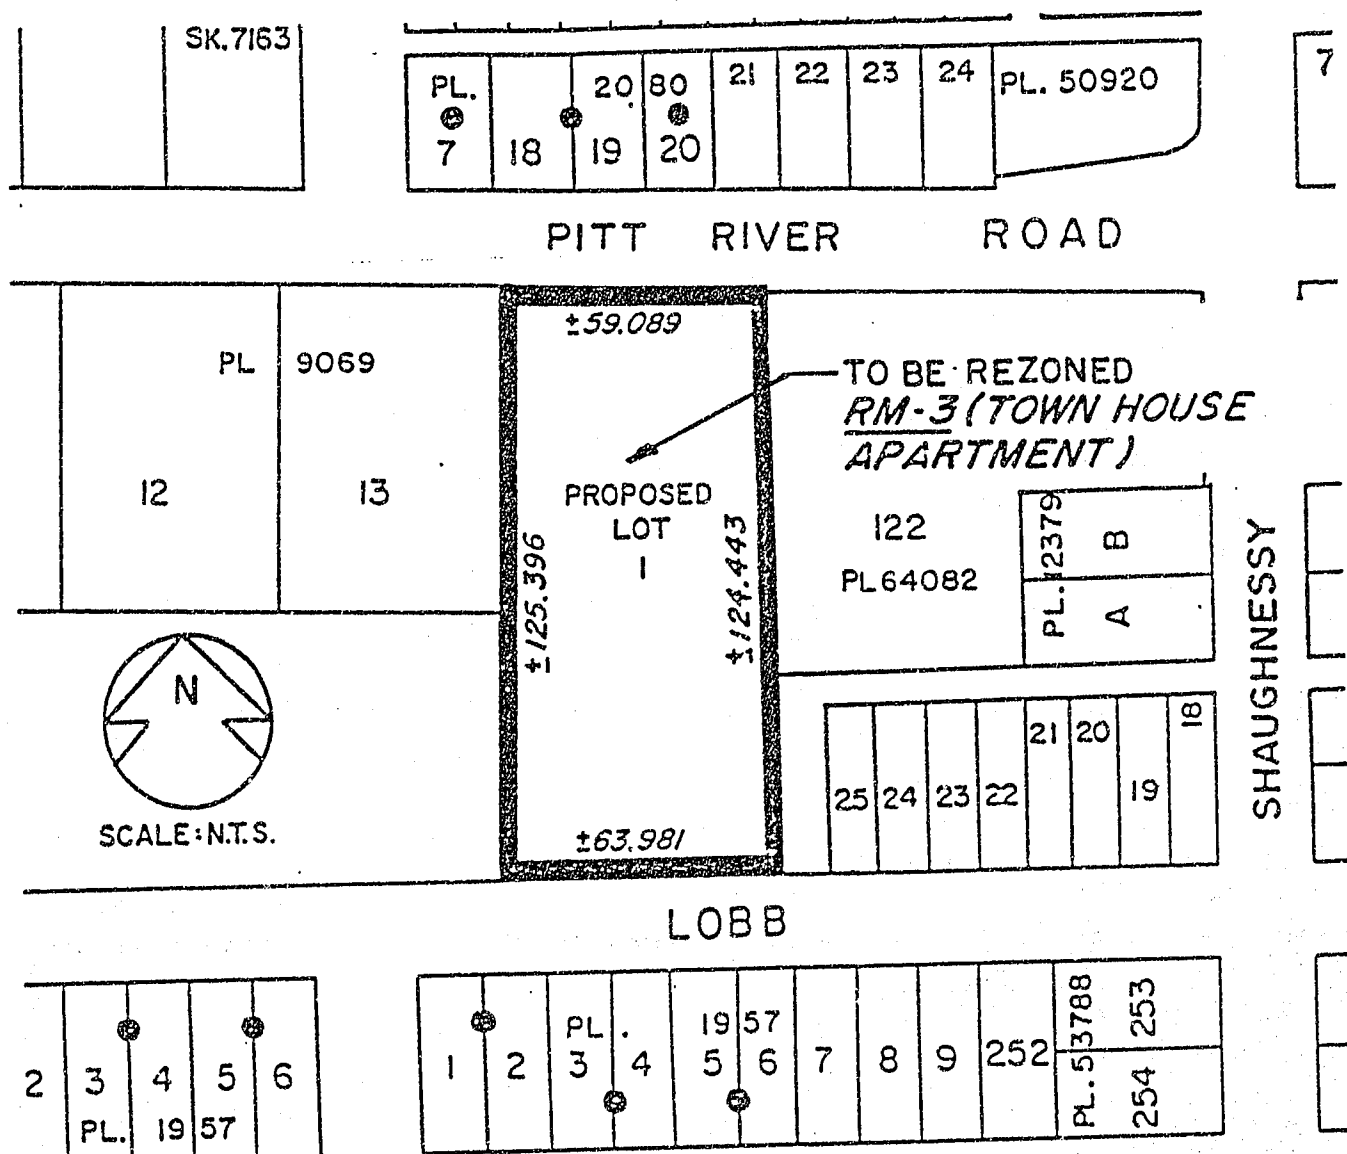 SK.7163
7
PL. 20 80 21 22 23 24 PL. 50920
7 18 19 20
PITT RIVER ROAD
±59.089
PL 9069
TO BE REZONED
RM-3 (TOWN HOUSE
APARTMENT)
12 13
PROPOSED
LOT
1
±125.396
±124.443
122
PL64082
PL.12379
B
A
SHAUGHNESSY
N
SCALE:N.T.S.
25 24 23 22 21 20 19 18
±63.981
LOBB
2 3 4 5 6
PL. 19 57
PL. 19 57
1 2 3 4 5 6 7 8 9 252
PL.53788
253
254